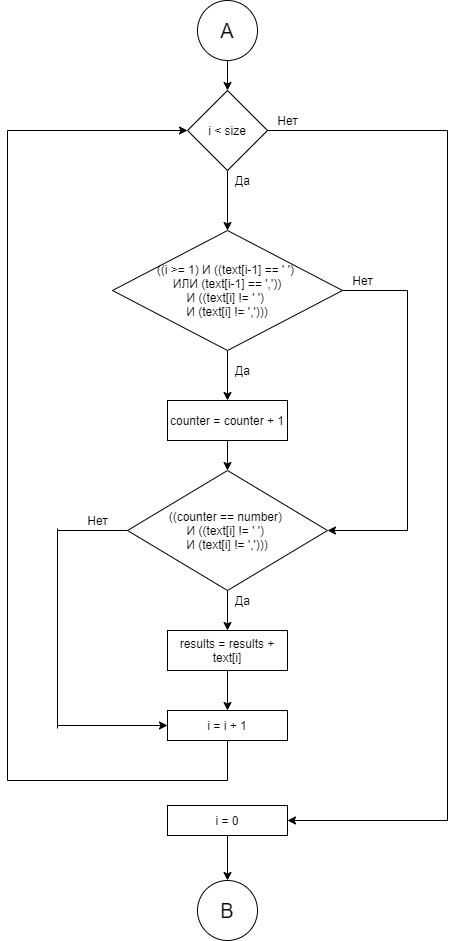 A
i < size
Нет
Да
((i >= 1) И ((text[i-1] == ' ')
ИЛИ (text[i-1] == ','))
И ((text[i] != ' ')
И (text[i] != ',')))
Нет
Да
counter = counter + 1
((counter == number)
И ((text[i] != ' ')
И (text[i] != ',')))
Нет
Да
results = results +
text[i]
i = i + 1
i = 0
B